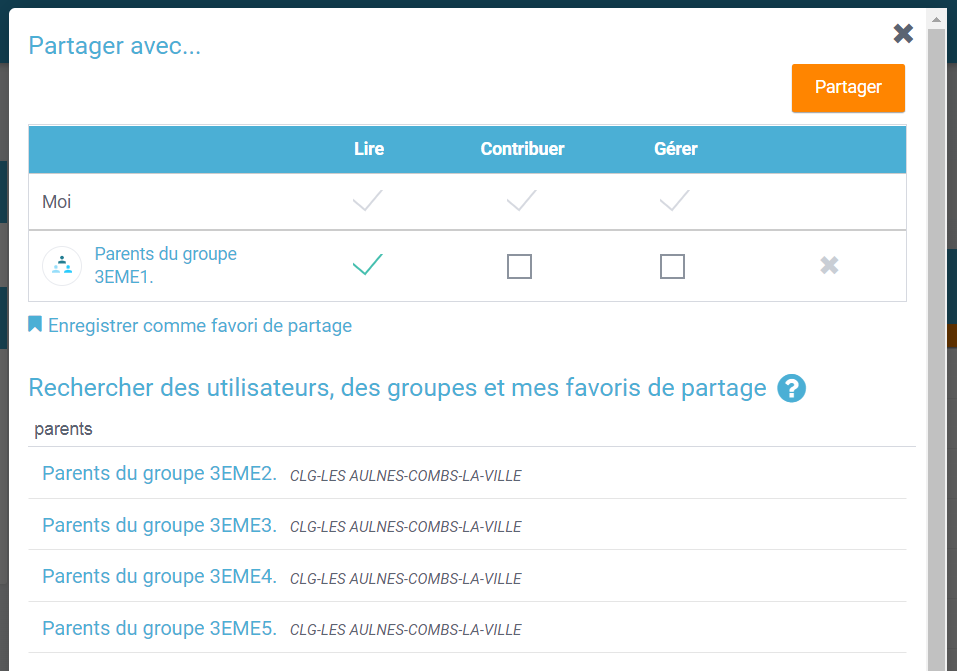 Partager avec...
Partager
Lire Contribuer Gérer
Moi
Parents du groupe
3EME1.
Enregistrer comme favori de partage
Rechercher des utilisateurs, des groupes et mes favoris de partage ?
parents
Parents du groupe 3EME2. CLG-LES AULNES-COMBS-LA-VILLE
Parents du groupe 3EME3. CLG-LES AULNES-COMBS-LA-VILLE
Parents du groupe 3EME4. CLG-LES AULNES-COMBS-LA-VILLE
Parents du groupe 3EME5. CLG-LES AULNES-COMBS-LA-VILLE